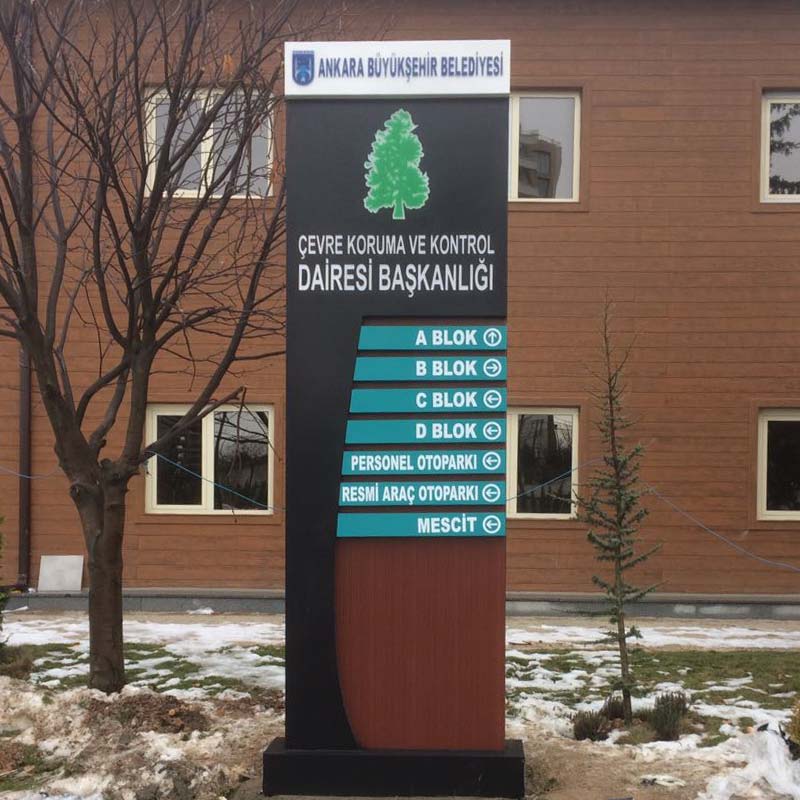 ANKARA BÜYÜKŞEHİR BELEDİYESİ
ÇEVRE KORUMA VE KONTROL
DAİRESİ BAŞKANLIĞI
A BLOK
B BLOK
C BLOK
D BLOK
PERSONEL OTOPARKI
RESMİ ARAÇ OTOPARKI
MESCİT